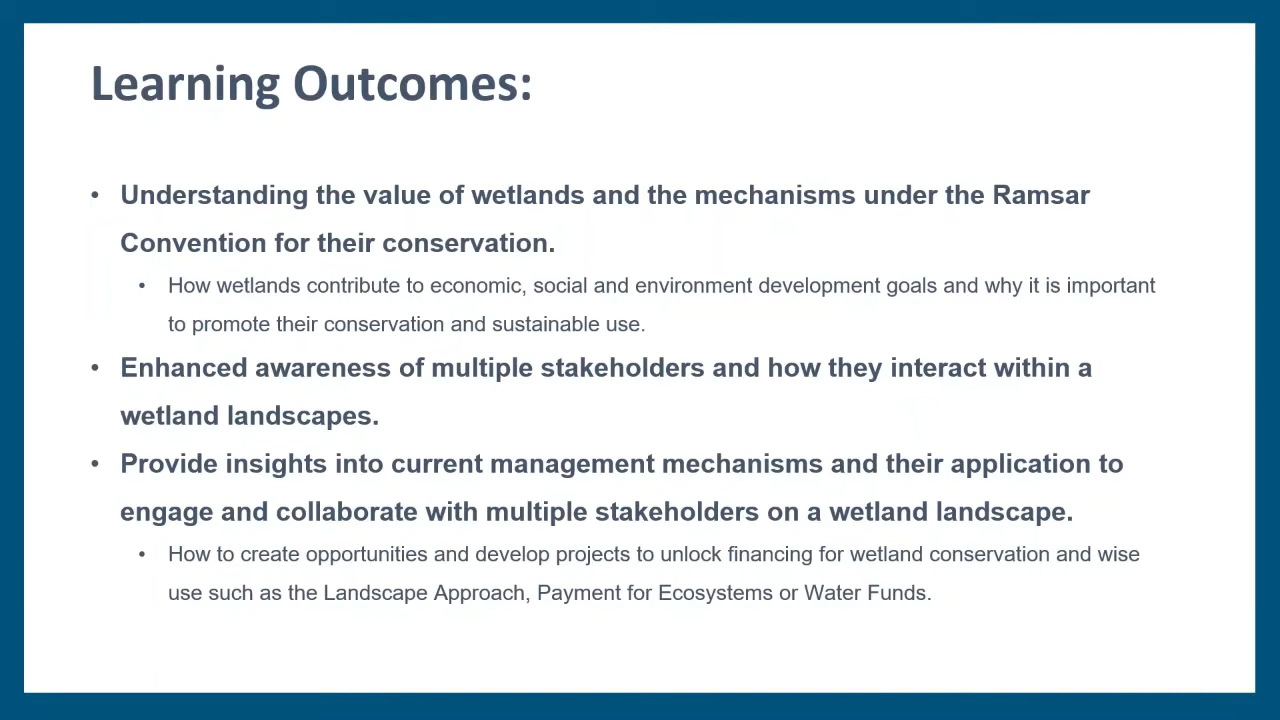 Learning Outcomes:
• Understanding the value of wetlands and the mechanisms under the Ramsar
Convention for their conservation.
• How wetlands contribute to economic, social and environment development goals and why it is important
to promote their conservation and sustainable use.
• Enhanced awareness of multiple stakeholders and how they interact within a
wetland landscapes.
• Provide insights into current management mechanisms and their application to
engage and collaborate with multiple stakeholders on a wetland landscape.
• How to create opportunities and develop projects to unlock financing for wetland conservation and wise
use such as the Landscape Approach, Payment for Ecosystems or Water Funds.